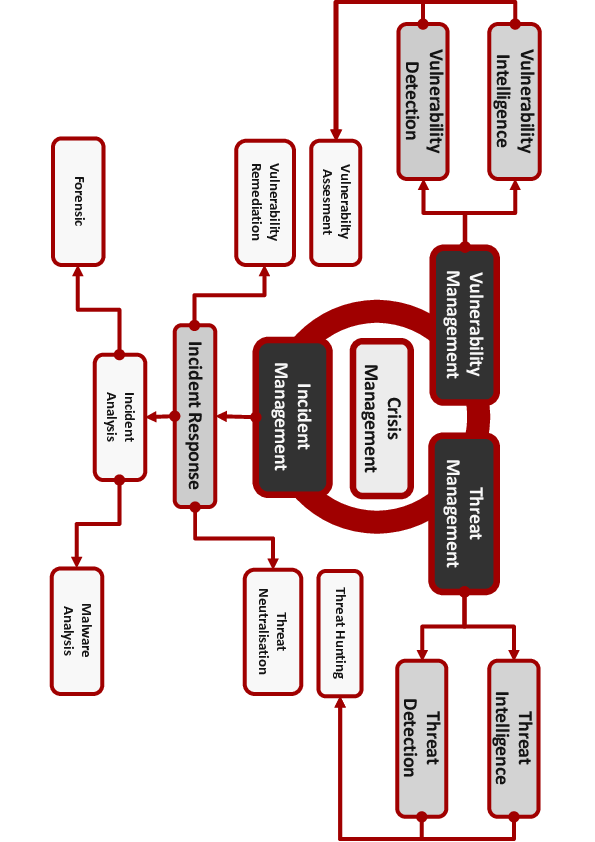 Vulnerability
Intelligence
Vulnerability
Detection
Vulnerability
Management
Threat
Management
Threat
Intelligence
Threat
Detection
Crisis
Management
Vulnerabilty
Assesment
Threat Hunting
Incident
Management
Vulnerability
Remediation
Threat
Neutralisation
Incident Response
Incident
Analysis
Forensic
Malware
Analysis